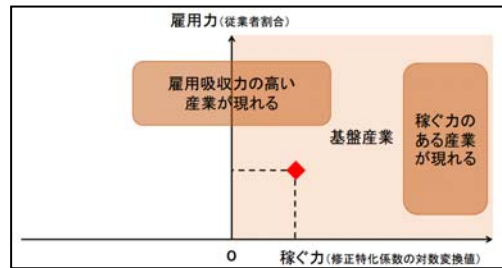 雇用力(従業者割合)
雇用吸収力の高い
産業が現れる
基盤産業
稼ぐ力の
ある産業
が現れる
0
稼ぐ力(修正特化係数の対数変換値)